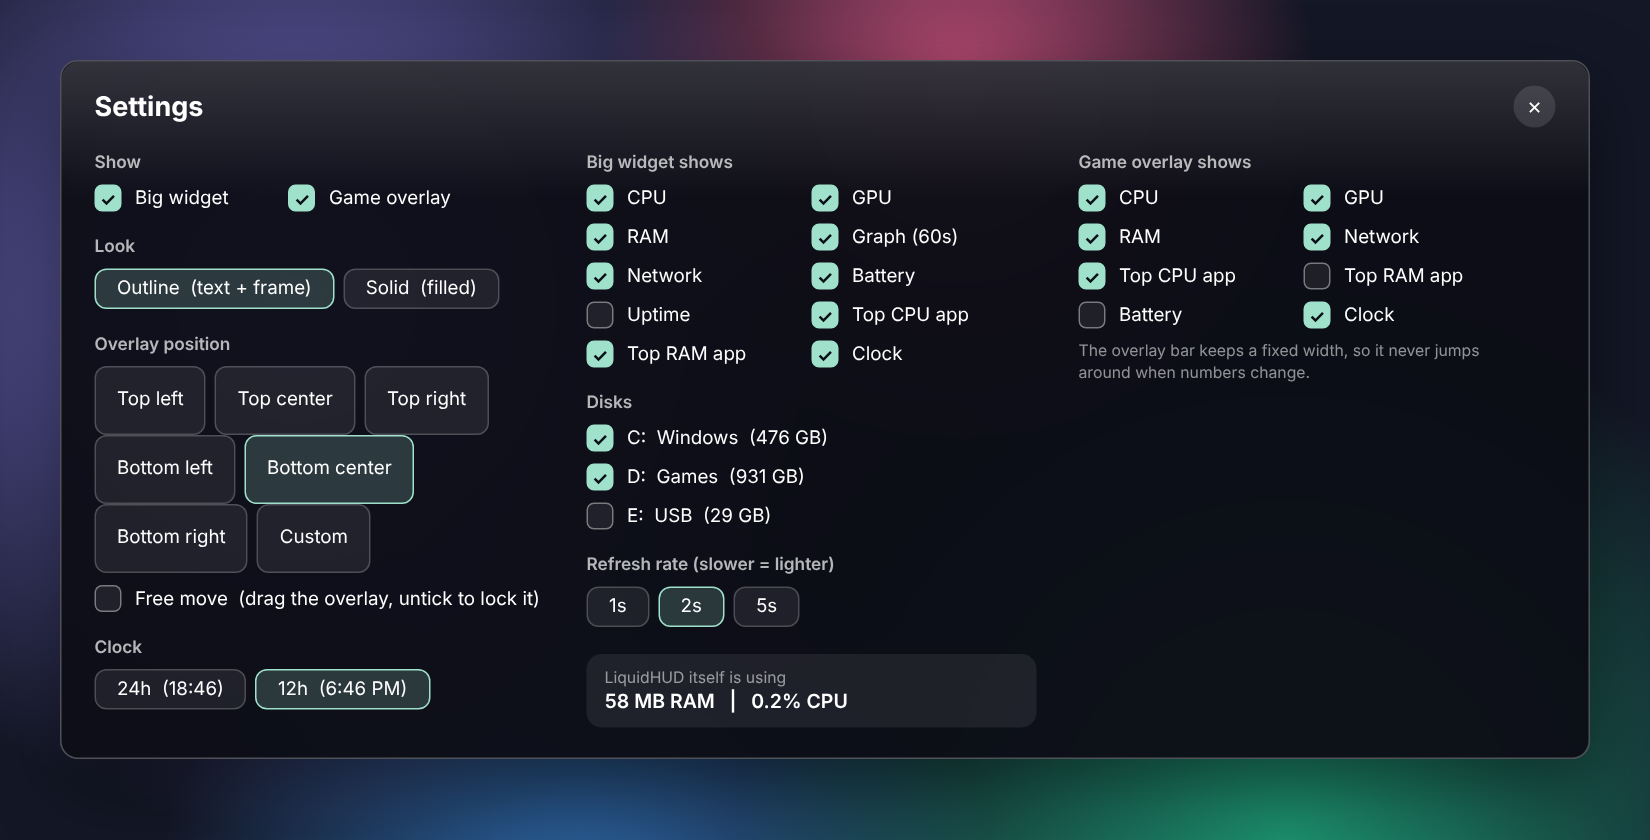 Settings
Show
Big widget
Game overlay
Look
Outline (text + frame)
Solid (filled)
Overlay position
Top left
Top center
Top right
Bottom left
Bottom center
Bottom right
Custom
Free move (drag the overlay, untick to lock it)
Clock
24h (18:46)
12h (6:46 PM)
Big widget shows
CPU
GPU
RAM
Graph (60s)
Network
Battery
Uptime
Top CPU app
Top RAM app
Clock
Disks
C: Windows (476 GB)
D: Games (931 GB)
E: USB (29 GB)
Refresh rate (slower = lighter)
1s
2s
5s
LiquidHUD itself is using
58 MB RAM | 0.2% CPU
Game overlay shows
CPU
GPU
RAM
Network
Top CPU app
Top RAM app
Battery
Clock
The overlay bar keeps a fixed width, so it never jumps
around when numbers change.